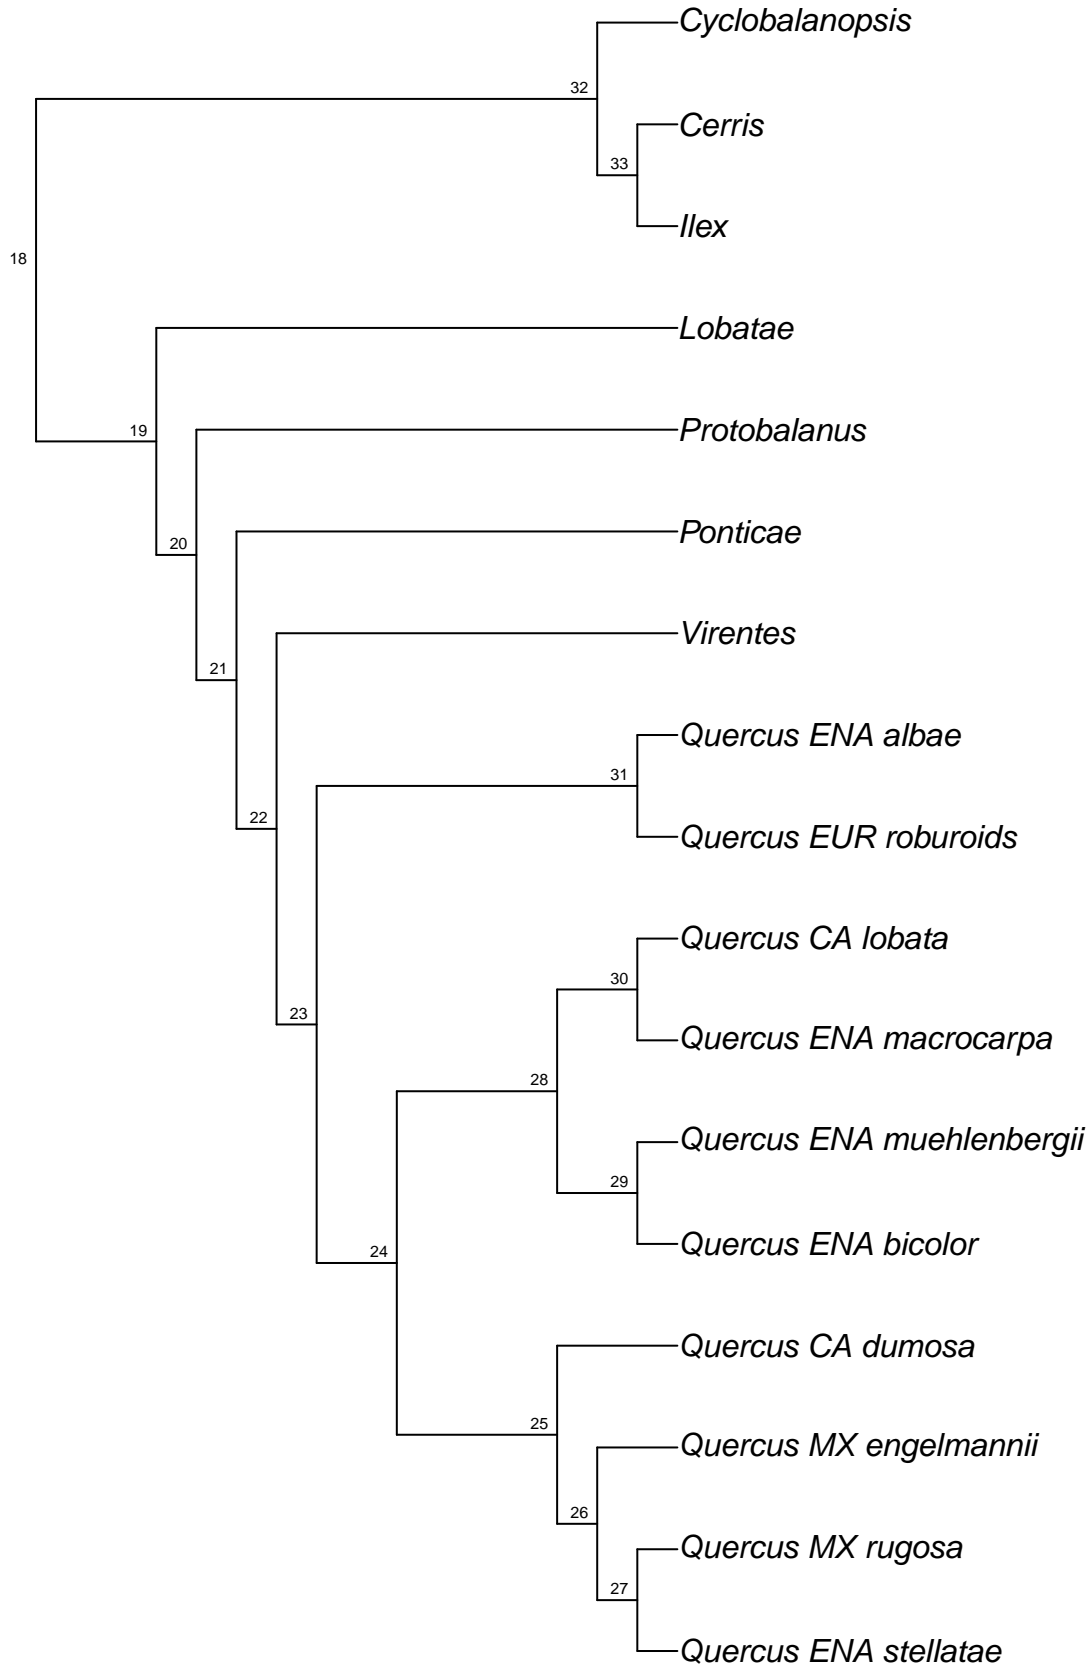 Cyclobalanopsis
32
Cerris
33
Ilex
18
Lobatae
19
Protobalanus
20
Ponticae
21
Virentes
22
Quercus ENA albae
31
Quercus EUR roburoids
23
Quercus CA lobata
30
Quercus ENA macrocarpa
28
Quercus ENA muehlenbergii
29
Quercus ENA bicolor
24
Quercus CA dumosa
25
Quercus MX engelmannii
26
Quercus MX rugosa
27
Quercus ENA stellatae